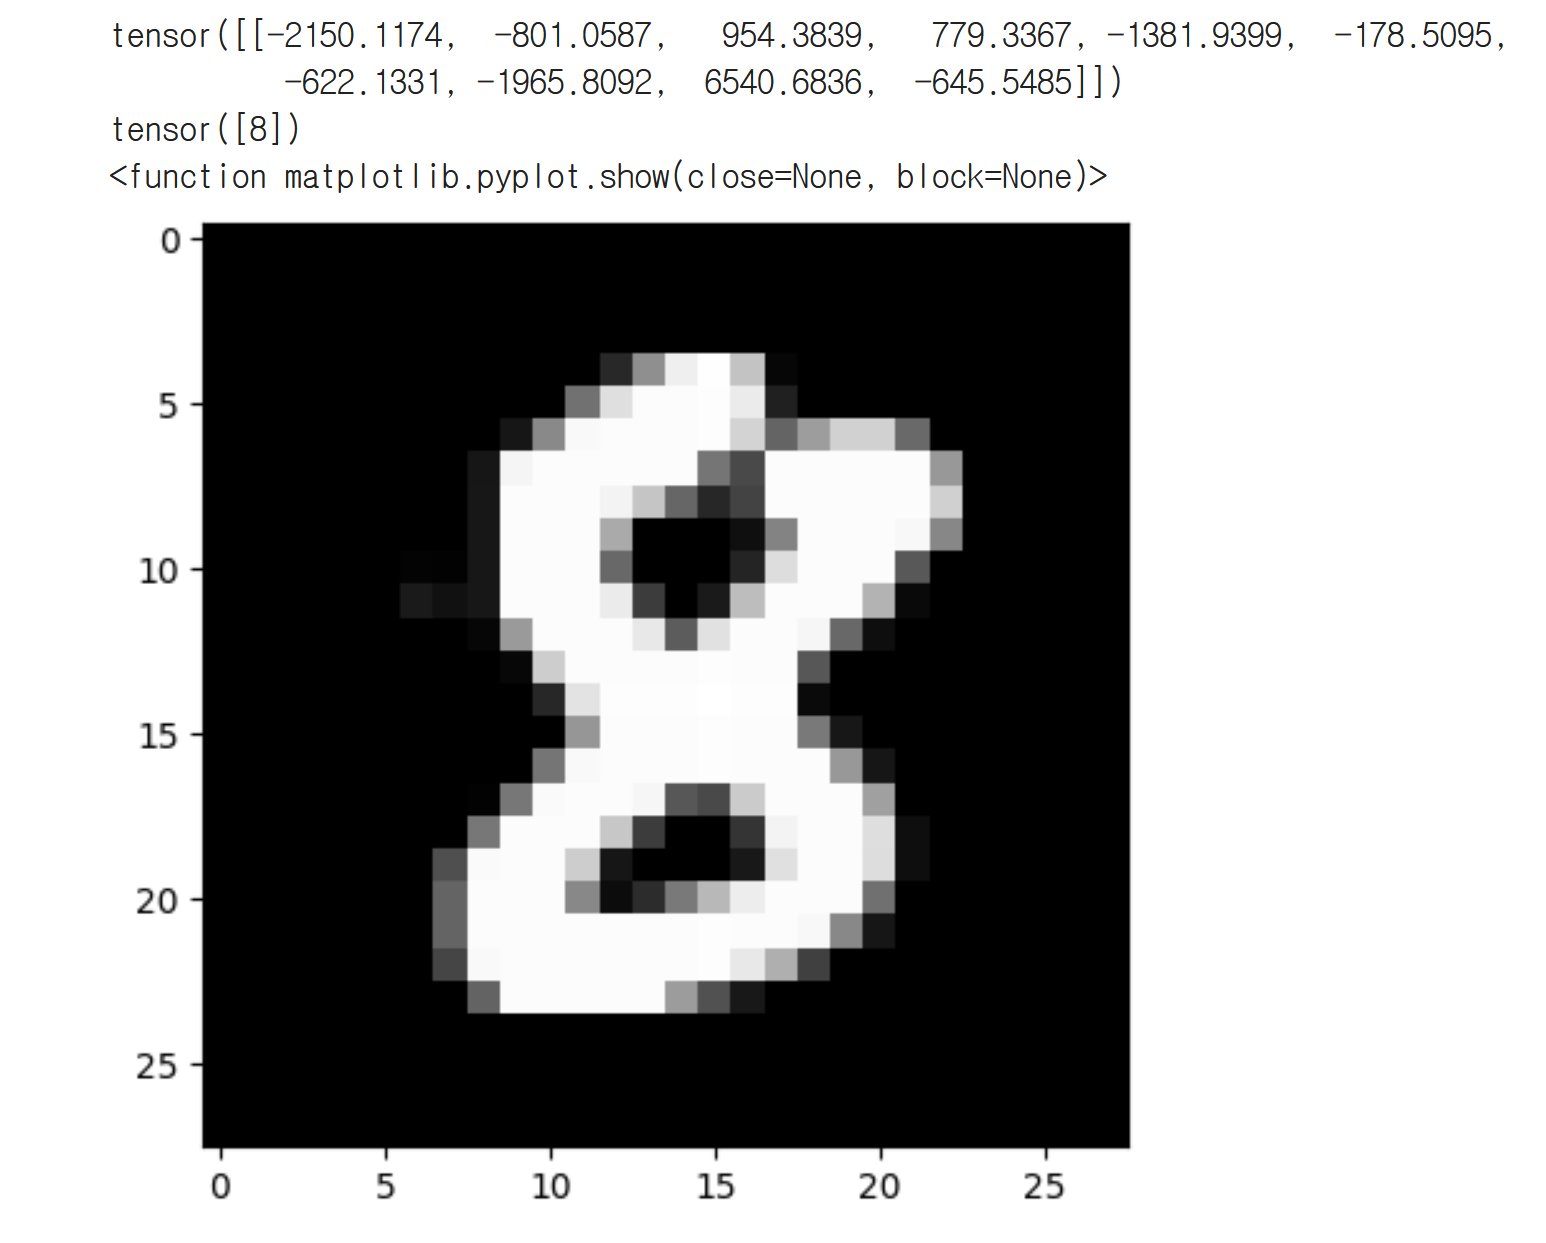 tensor([[-2150.1174,  -801.0587,   954.3839,   779.3367, -1381.9399,  -178.5095,
          -622.1331, -1965.8092,  6540.6836,  -645.5485]])
tensor([8])
<function matplotlib.pyplot.show(close=None, block=None)>
0
5
10
15
20
25
0 5 10 15 20 25
8